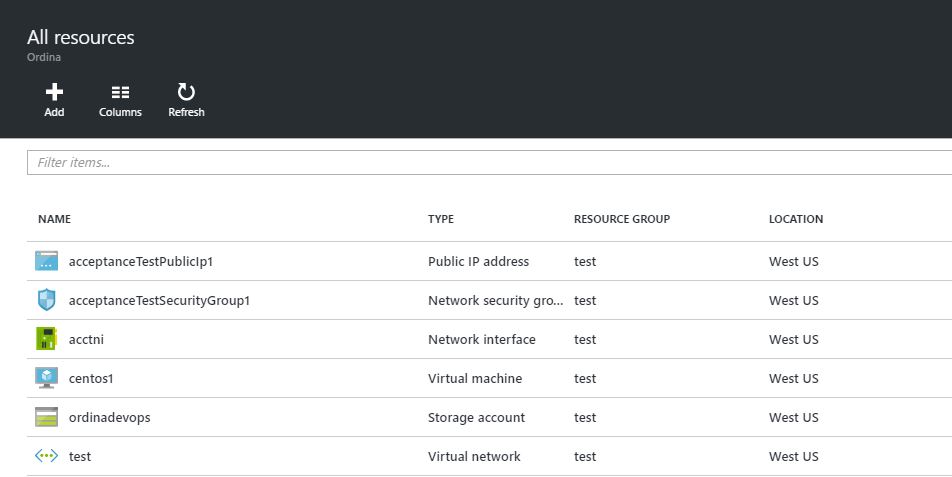 All resources
Ordina
Add Columns Refresh
Filter items...
NAME TYPE RESOURCE GROUP LOCATION
acceptanceTestPublicIp1 Public IP address test West US
acceptanceTestSecurityGroup1 Network security gro... test West US
acctni Network interface test West US
centos1 Virtual machine test West US
ordinadevops Storage account test West US
test Virtual network test West US